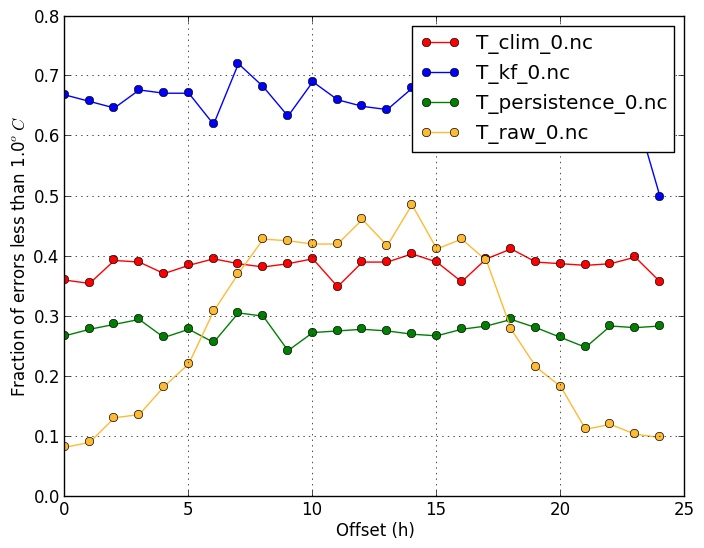 0.8
0.7
0.6
0.5
0.4
0.3
0.2
0.1
0.0
Fraction of errors less than 1.0° C
T_clim_0.nc
T_kf_0.nc
T_persistence_0.nc
T_raw_0.nc
0 5 10 15 20 25
Offset (h)